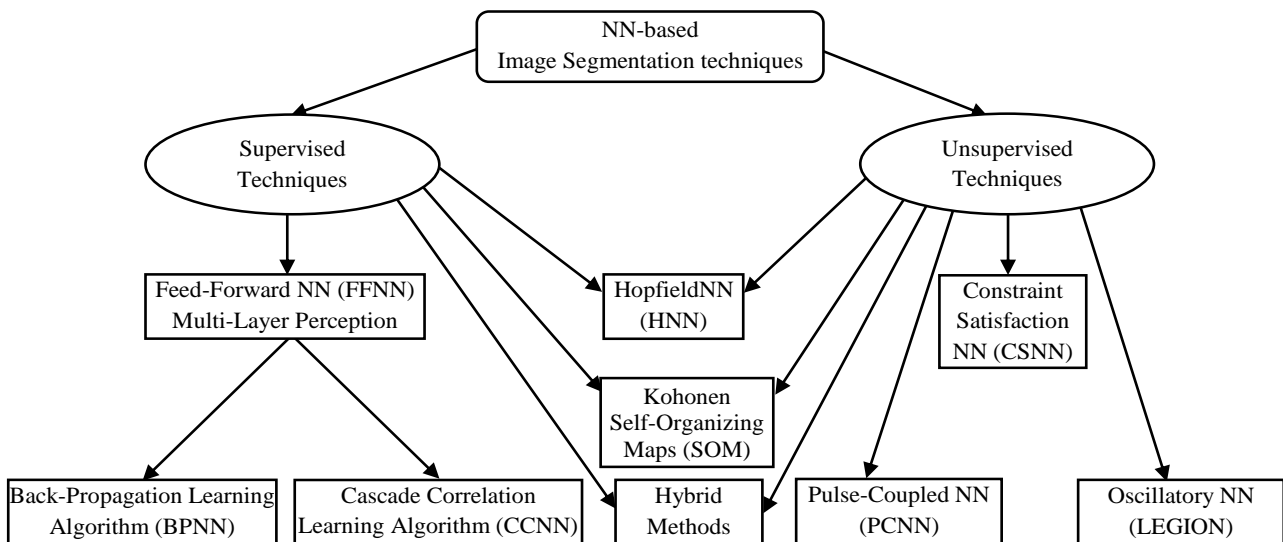 NN-based
Image Segmentation techniques
Supervised
Techniques
Unsupervised
Techniques
Feed-Forward NN (FFNN)
Multi-Layer Perception
HopfieldNN
(HNN)
Constraint
Satisfaction
NN (CSNN)
Kohonen
Self-Organizing
Maps (SOM)
Back-Propagation Learning
Algorithm (BPNN)
Cascade Correlation
Learning Algorithm (CCNN)
Hybrid
Methods
Pulse-Coupled NN
(PCNN)
Oscillatory NN
(LEGION)